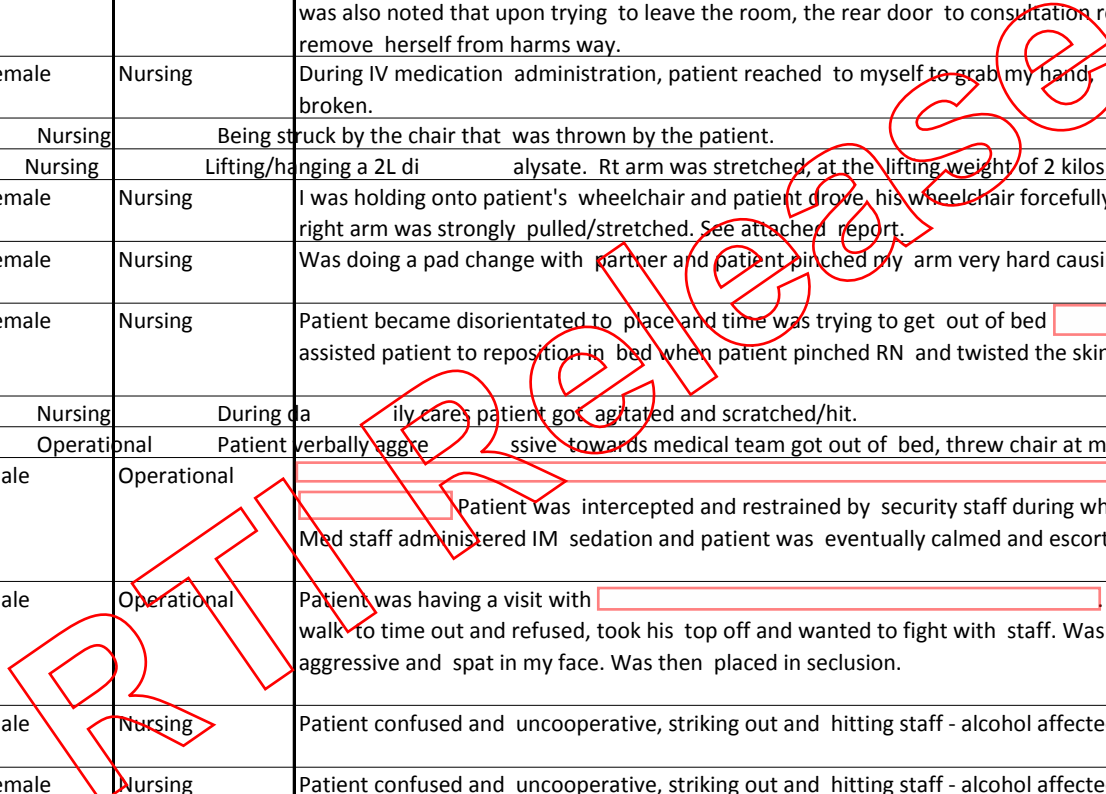 was also noted that upon trying to leave the room, the rear door to consultation
remove herself from harms way.
emale Nursing During IV medication administration, patient reached to myself to grab my hand,
broken.
Nursing Being struck by the chair that was thrown by the patient.
Nursing Lifting/hanging a 2L di alysate. Rt arm was stretched, at the lifting weight of 2 kilos
emale Nursing I was holding onto patient's wheelchair and patient drove his wheelchair forcefully
right arm was strongly pulled/stretched. See attached report.
emale Nursing Was doing a pad change with partner and patient pinched my arm very hard causi
emale Nursing Patient became disorientated to place and time was trying to get out of bed
assisted patient to reposition in bed when patient pinched RN and twisted the skin
Nursing During da ily cares patient got agitated and scratched/hit.
Operational Patient verbally aggre ssive towards medical team got out of bed, threw chair at m
ale Operational
Patient was intercepted and restrained by security staff during wh
Med staff administered IM sedation and patient was eventually calmed and escort
ale Operational Patient was having a visit with .
walk to time out and refused, took his top off and wanted to fight with staff. Was
aggressive and spat in my face. Was then placed in seclusion.
ale Nursing Patient confused and uncooperative, striking out and hitting staff - alcohol affecte
emale Nursing Patient confused and uncooperative, striking out and hitting staff - alcohol affecte
RTI Release